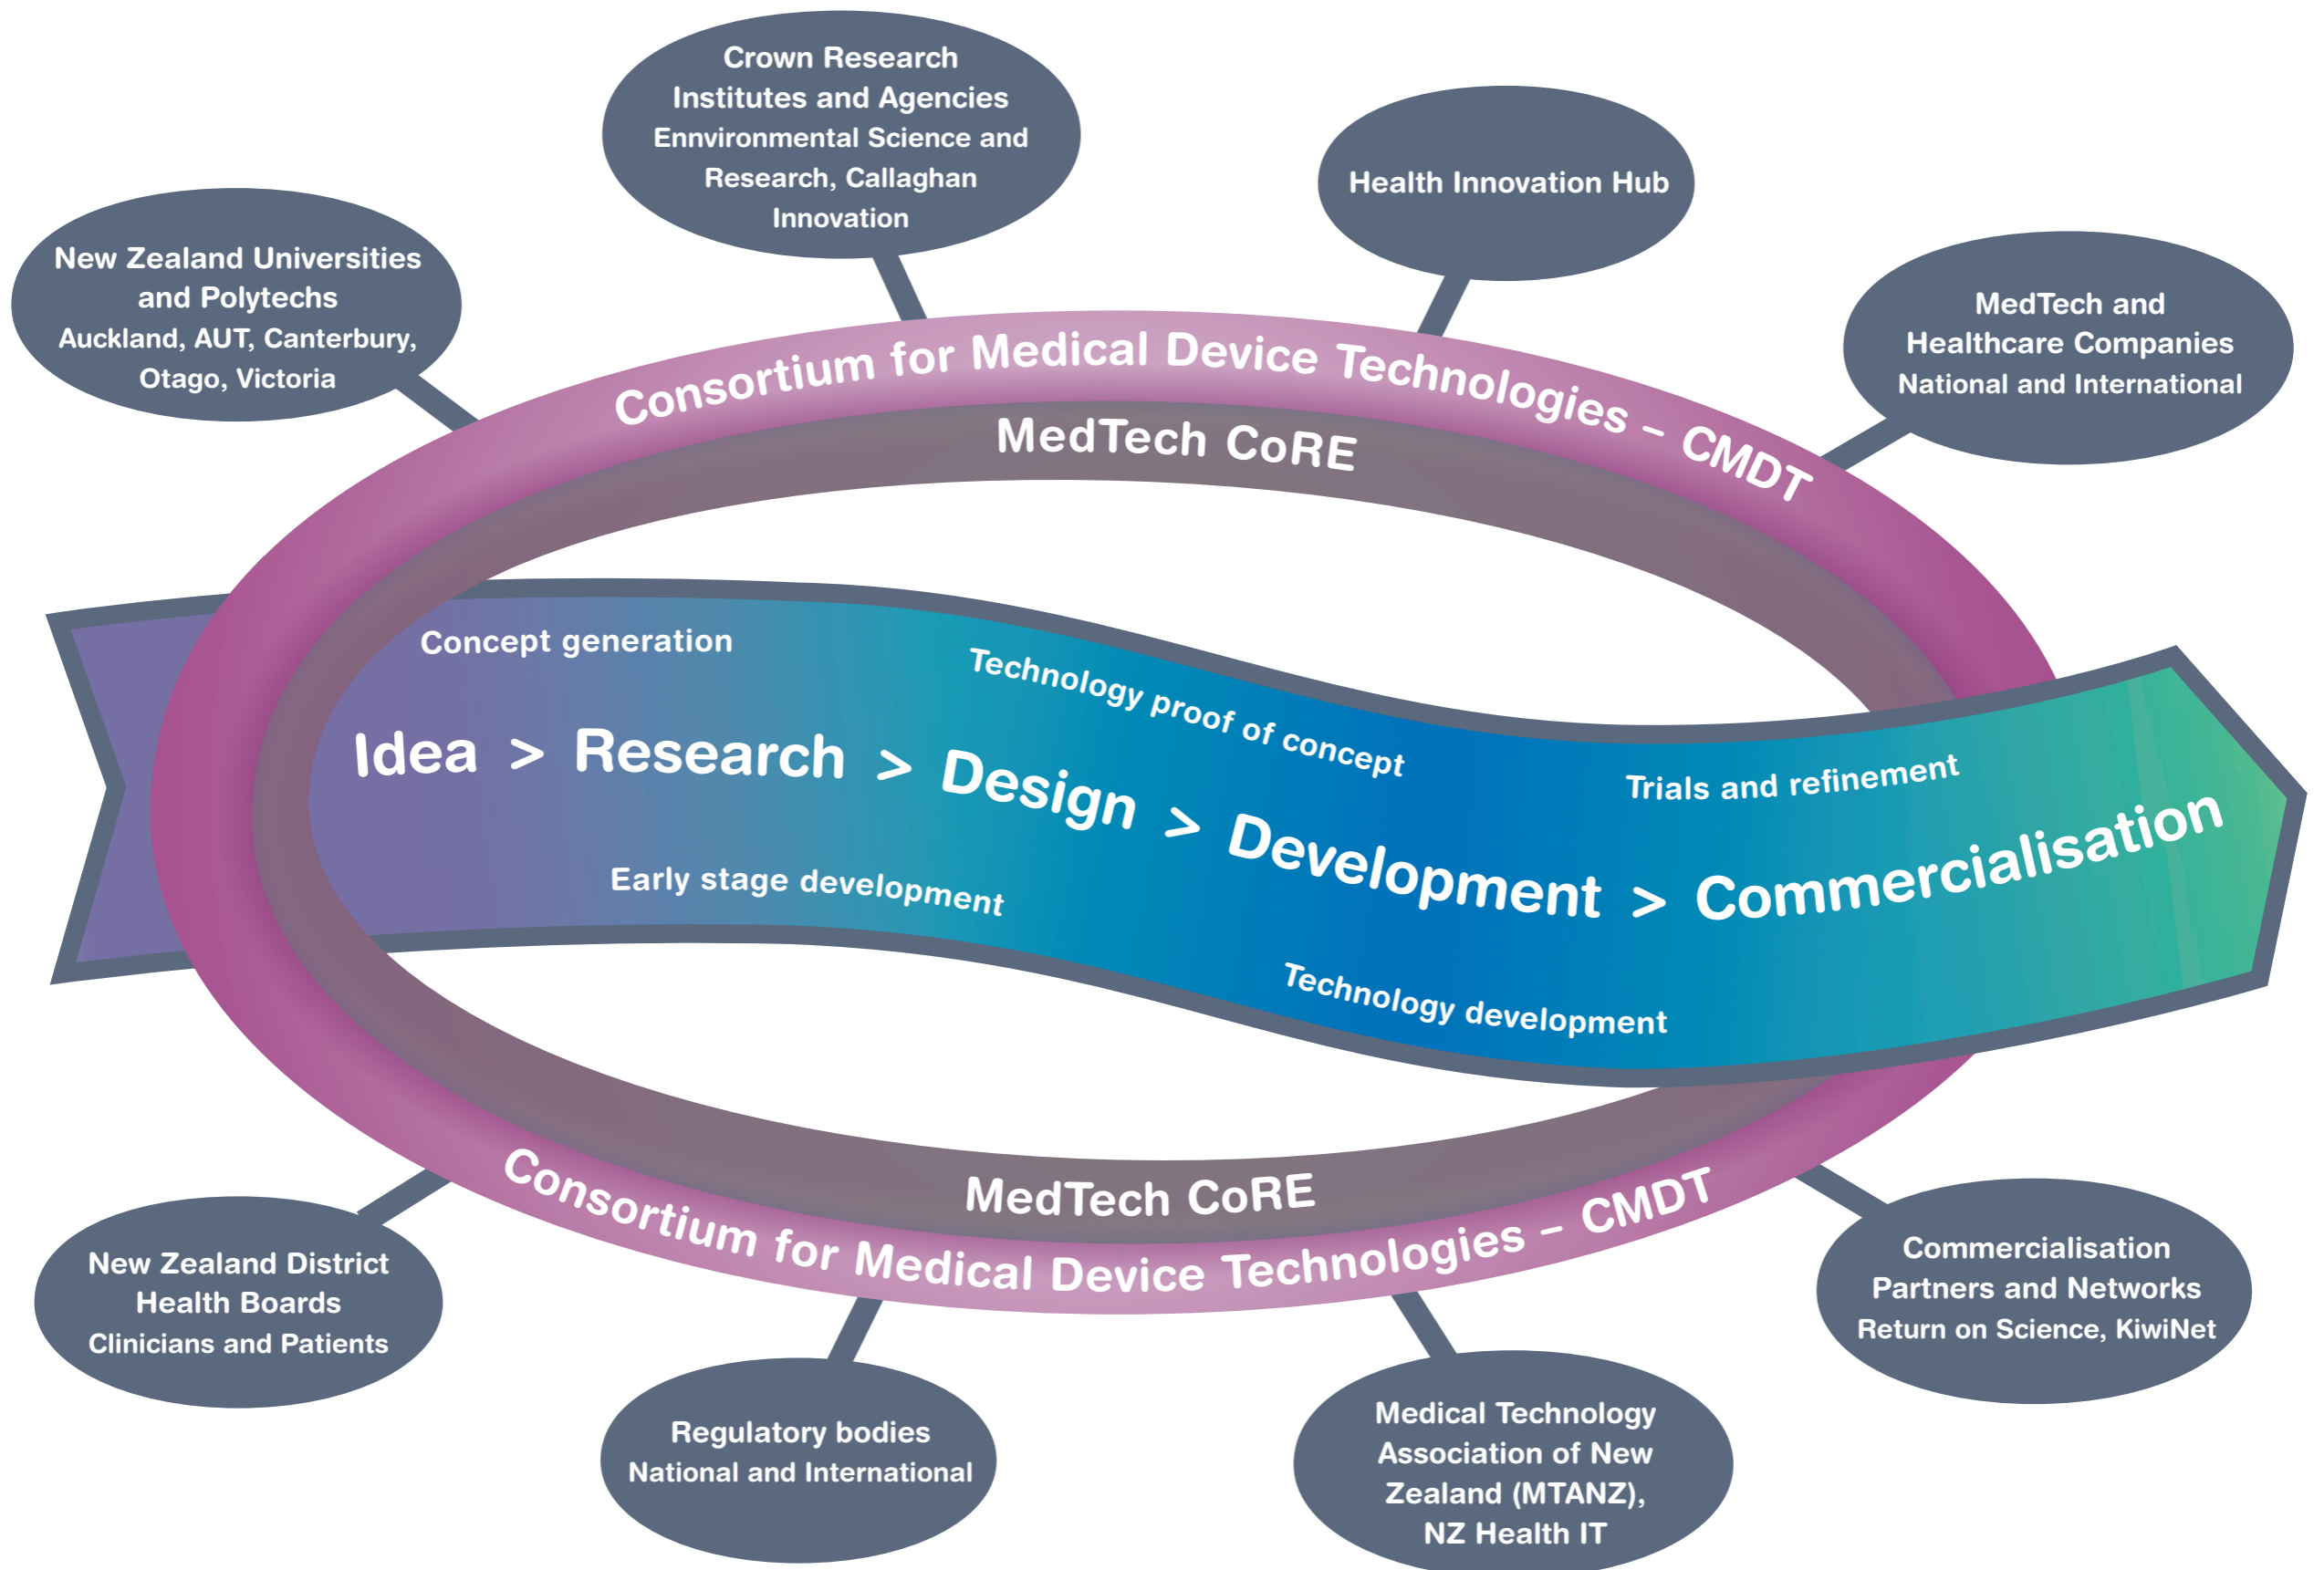 Crown Research
Institutes and Agencies
Ennvironmental Science and
Research, Callaghan
Innovation
Health Innovation Hub
New Zealand Universities
and Polytechs
Auckland, AUT, Canterbury,
Otago, Victoria
MedTech and
Healthcare Companies
National and International
Consortium for Medical Device Technologies – CMDT
MedTech CoRE
Concept generation
Technology proof of concept
Trials and refinement
Idea > Research > Design > Development > Commercialisation
Early stage development
Technology development
MedTech CoRE
Consortium for Medical Device Technologies – CMDT
New Zealand District
Health Boards
Clinicians and Patients
Regulatory bodies
National and International
Medical Technology
Association of New
Zealand (MTANZ),
NZ Health IT
Commercialisation
Partners and Networks
Return on Science, KiwiNet